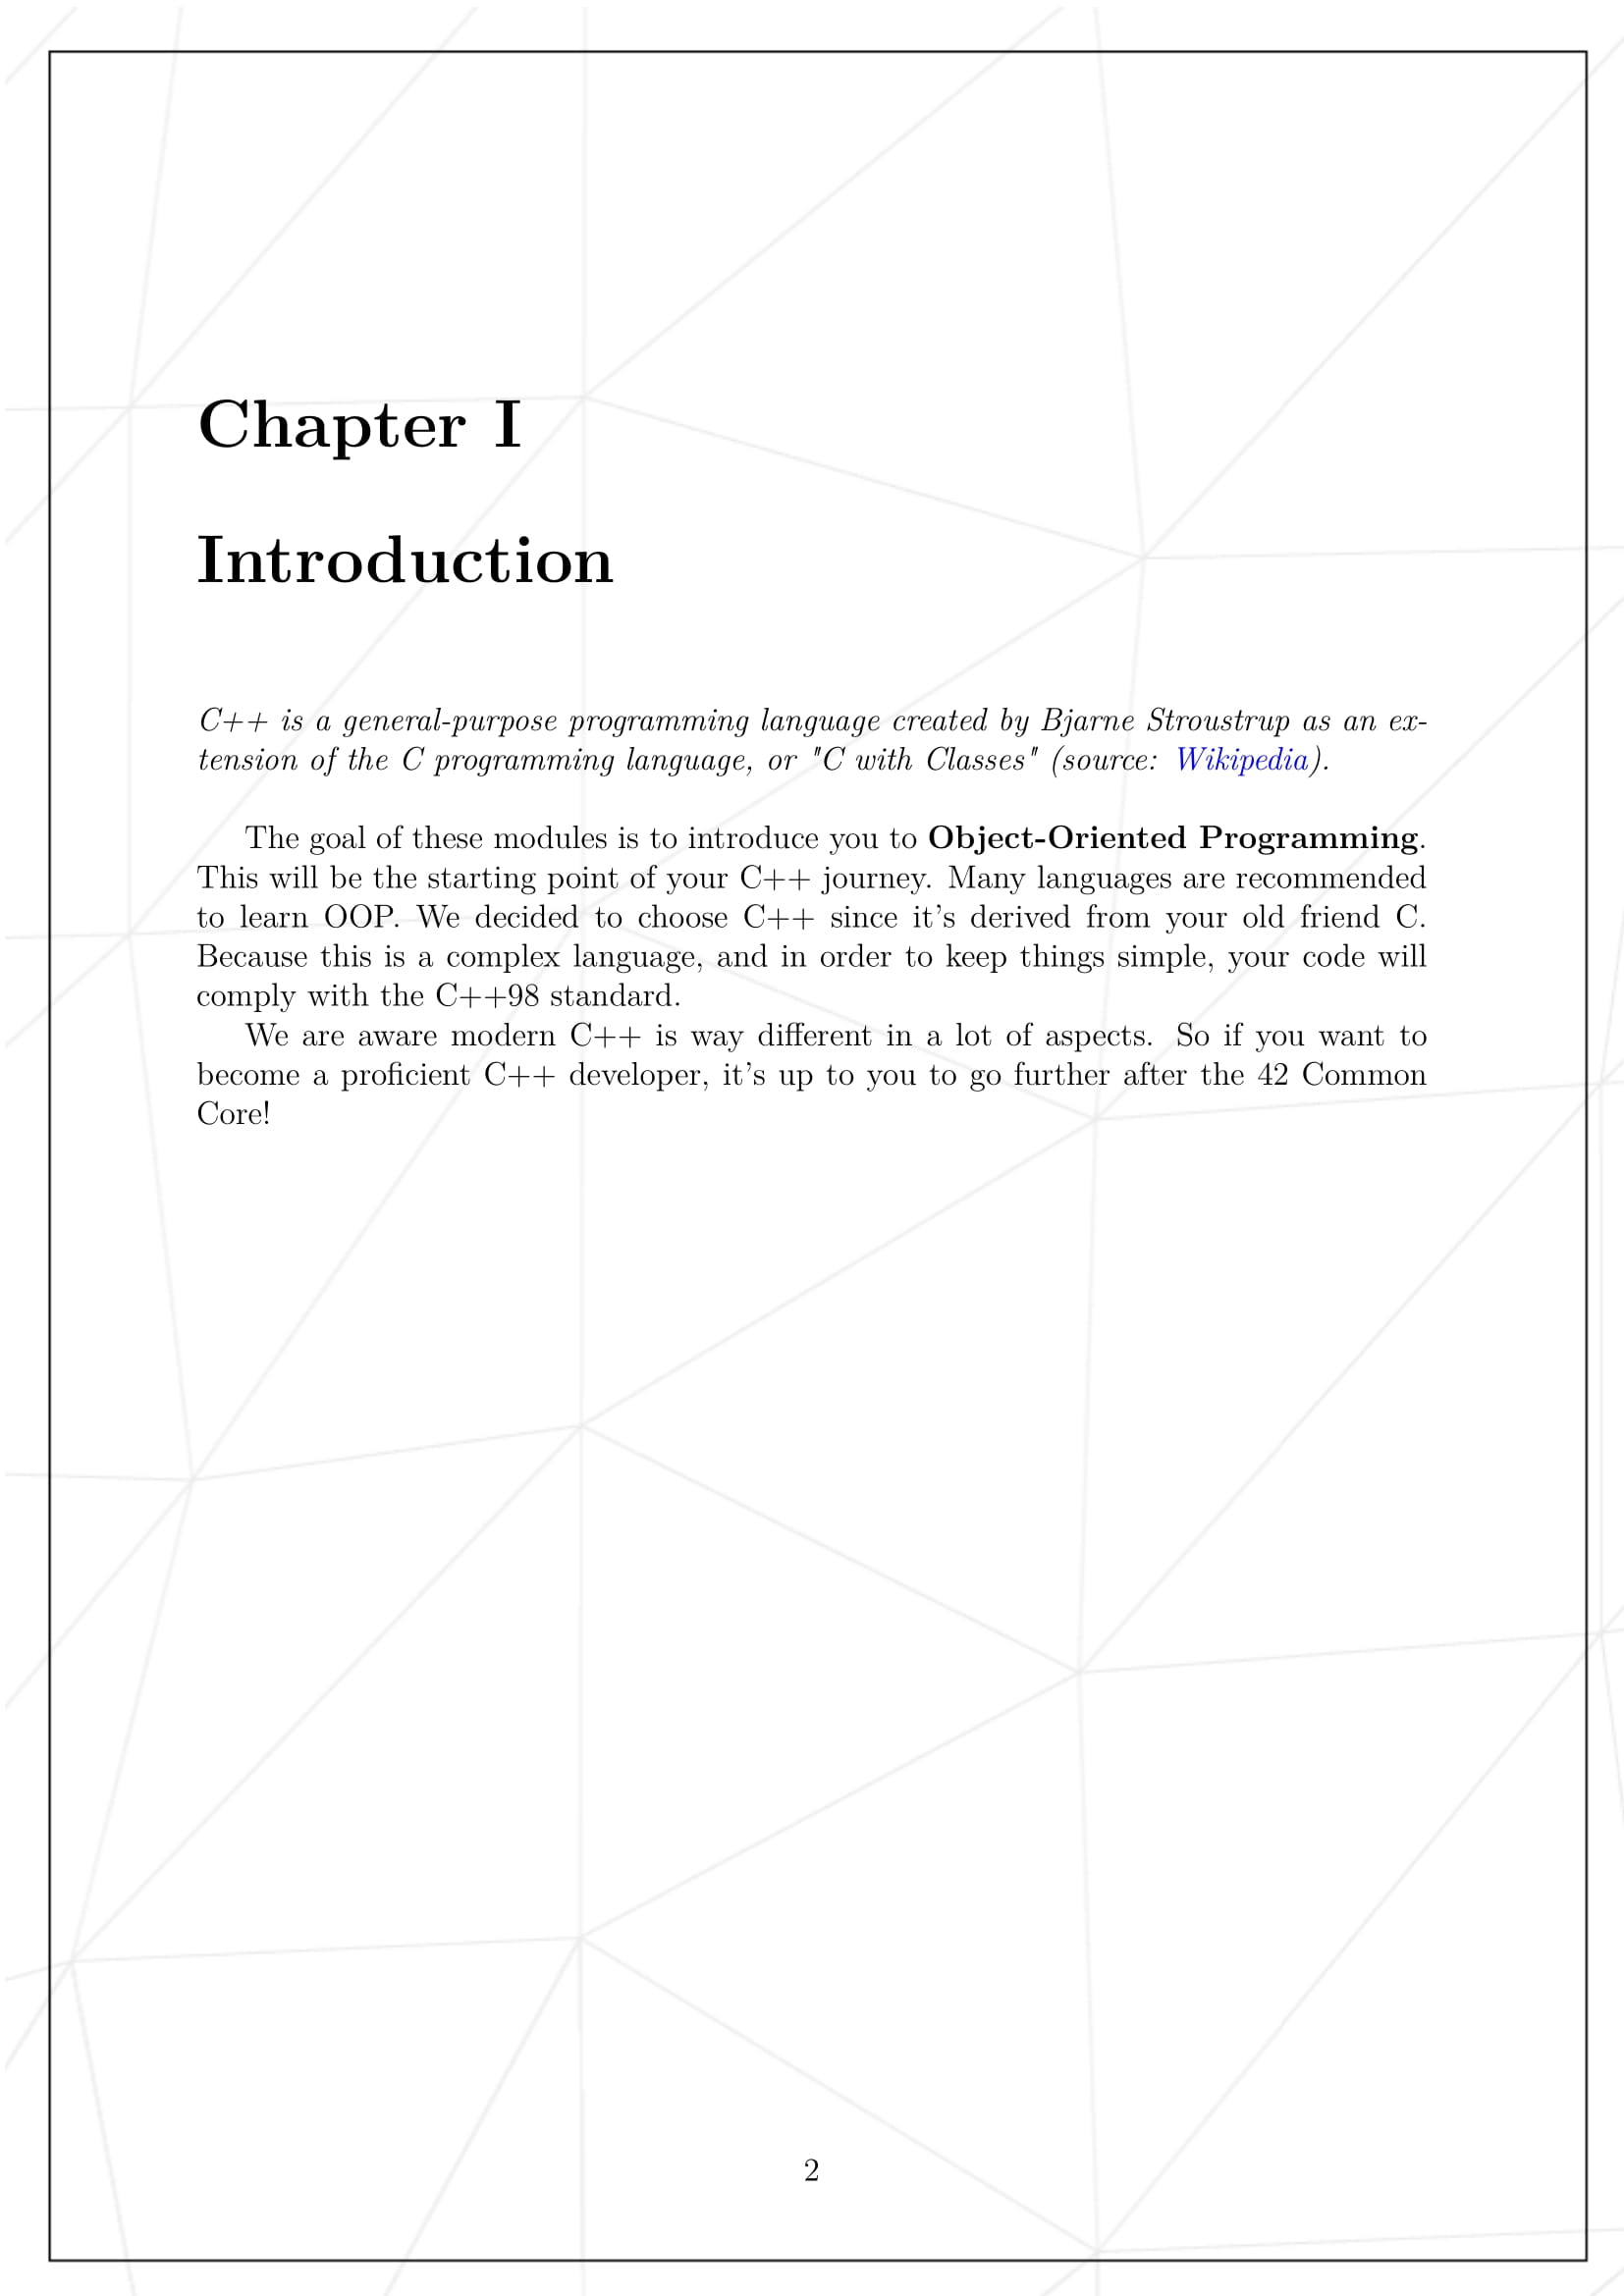 Chapter I
Introduction
C++ is a general-purpose programming language created by Bjarne Stroustrup as an ex-
tension of the C programming language, or "C with Classes" (source: Wikipedia).
The goal of these modules is to introduce you to Object-Oriented Programming.
This will be the starting point of your C++ journey. Many languages are recommended
to learn OOP. We decided to choose C++ since it's derived from your old friend C.
Because this is a complex language, and in order to keep things simple, your code will
comply with the C++98 standard.
We are aware modern C++ is way different in a lot of aspects. So if you want to
become a proficient C++ developer, it's up to you to go further after the 42 Common
Core!
2